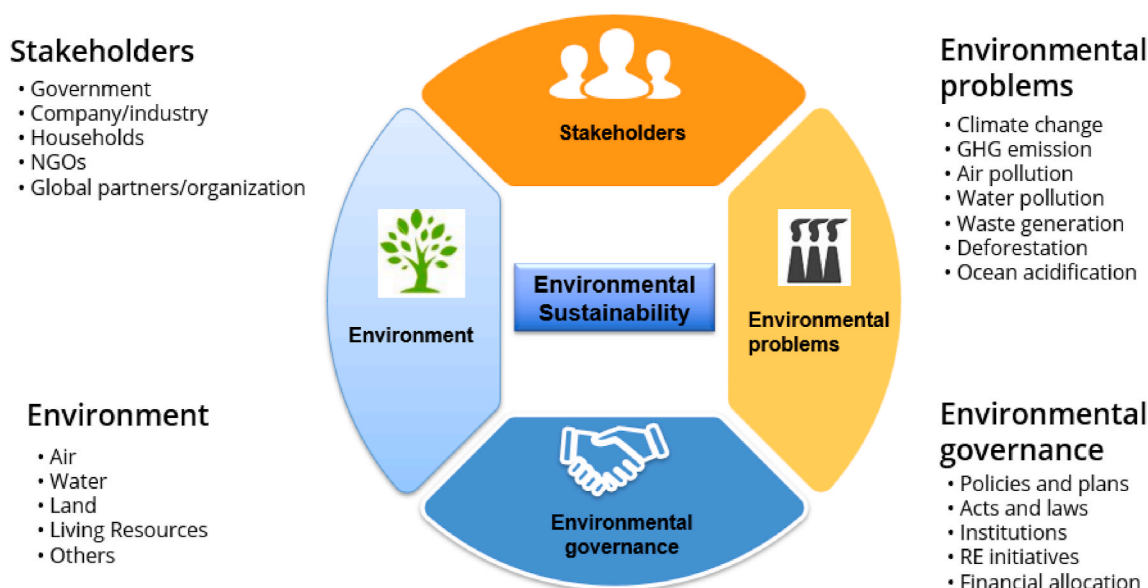 Stakeholders
• Government
• Company/industry
• Households
• NGOs
• Global partners/organization
Environment
• Air
• Water
• Land
• Living Resources
• Others
Stakeholders
Environment
Environmental
Sustainability
Environmental
problems
Environmental
governance
Environmental
problems
• Climate change
• GHG emission
• Air pollution
• Water pollution
• Waste generation
• Deforestation
• Ocean acidification
Environmental
governance
• Policies and plans
• Acts and laws
• Institutions
• RE initiatives
• Financial allocation